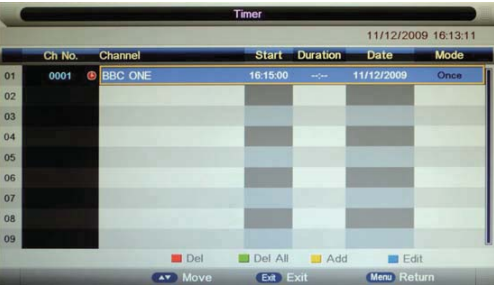 Timer
11/12/2009 16:13:11
Ch No. Channel Start Duration Date Mode
01 0001 BBC ONE 16:15:00 --:-- 11/12/2009 Once
02
03
04
05
06
07
08
09
Del Del All Add Edit
Move Exit Exit Menu Return